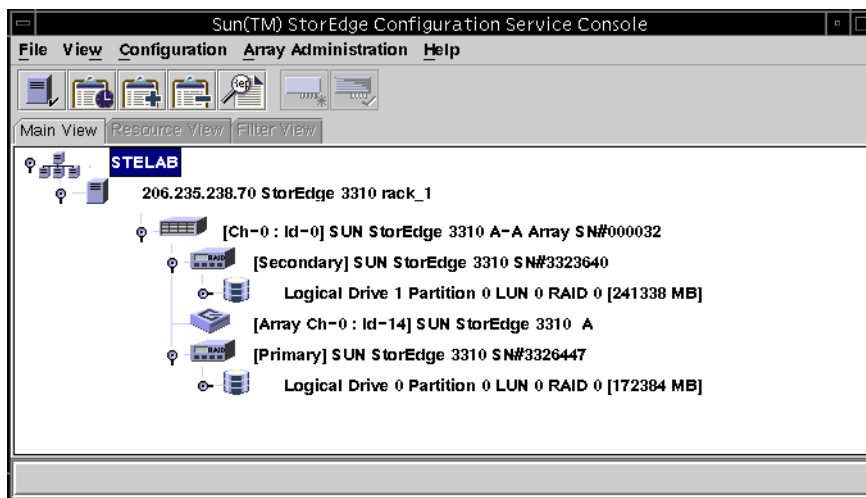 Sun(TM) StorEdge Configuration Service Console
File View Configuration Array Administration Help
Rep
Main View Resource View Filter View
STELAB
206.235.238.70 StorEdge 3310 rack_1
[Ch-0 : Id-0] SUN StorEdge 3310 A-A Array SN#000032
RAID
[Secondary] SUN StorEdge 3310 SN#3323640
Logical Drive 1 Partition 0 LUN 0 RAID 0 [241338 MB]
[Array Ch-0 : Id-14] SUN StorEdge 3310 A
RAID
[Primary] SUN StorEdge 3310 SN#3326447
Logical Drive 0 Partition 0 LUN 0 RAID 0 [172384 MB]